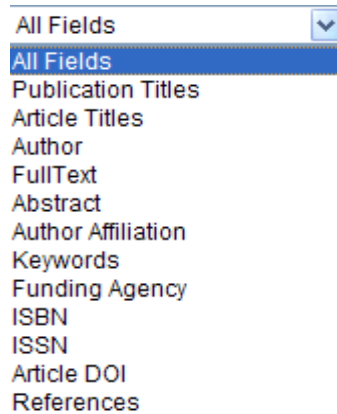 All Fields
All Fields
Publication Titles
Article Titles
Author
FullText
Abstract
Author Affiliation
Keywords
Funding Agency
ISBN
ISSN
Article DOI
References